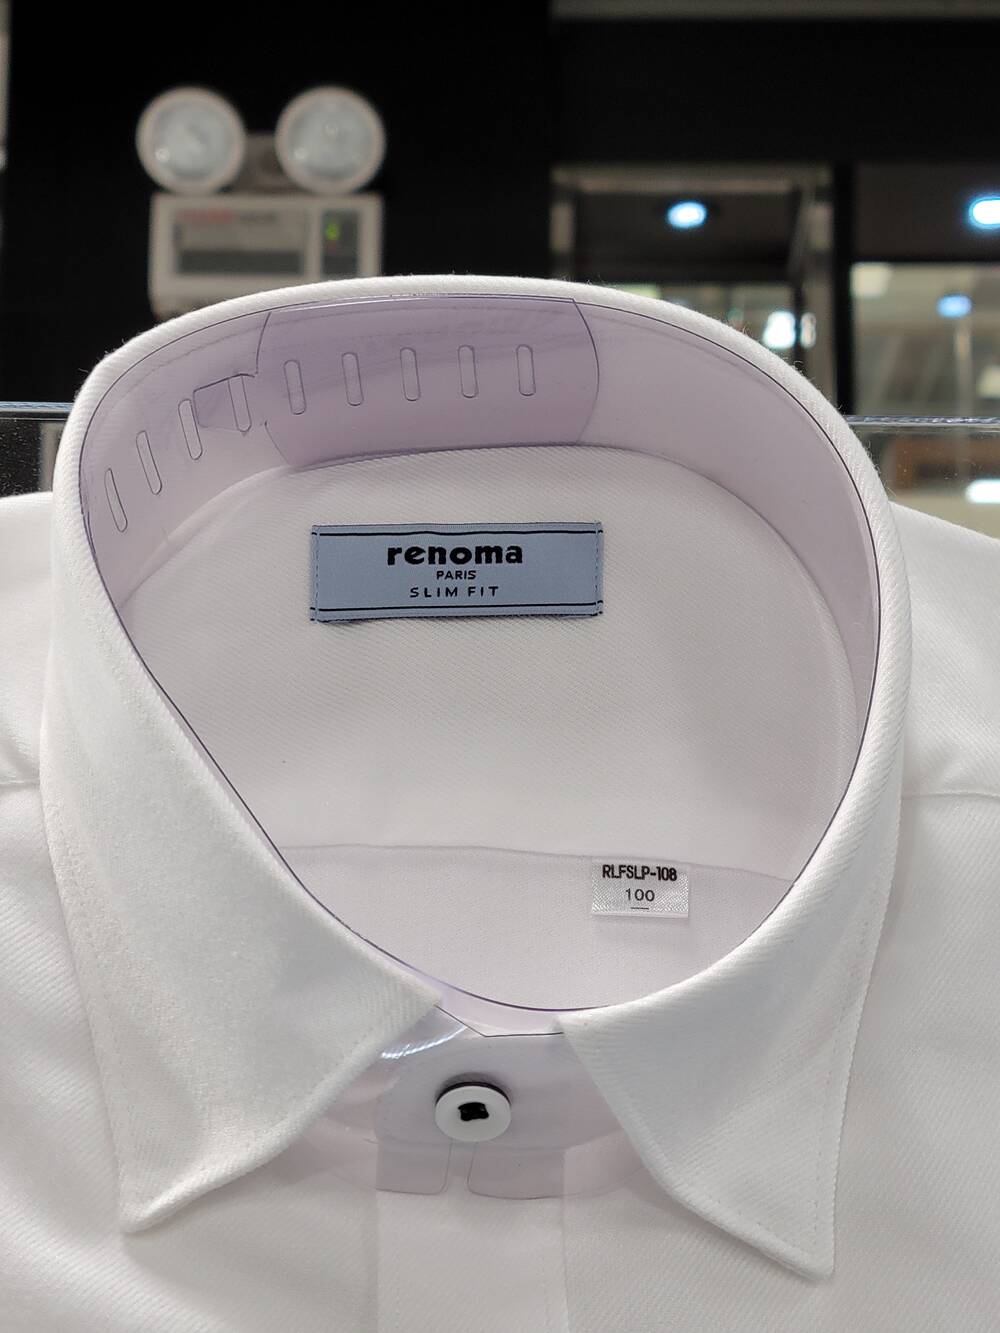 renoma
PARIS
SLIM FIT
RLFSLP-108
100